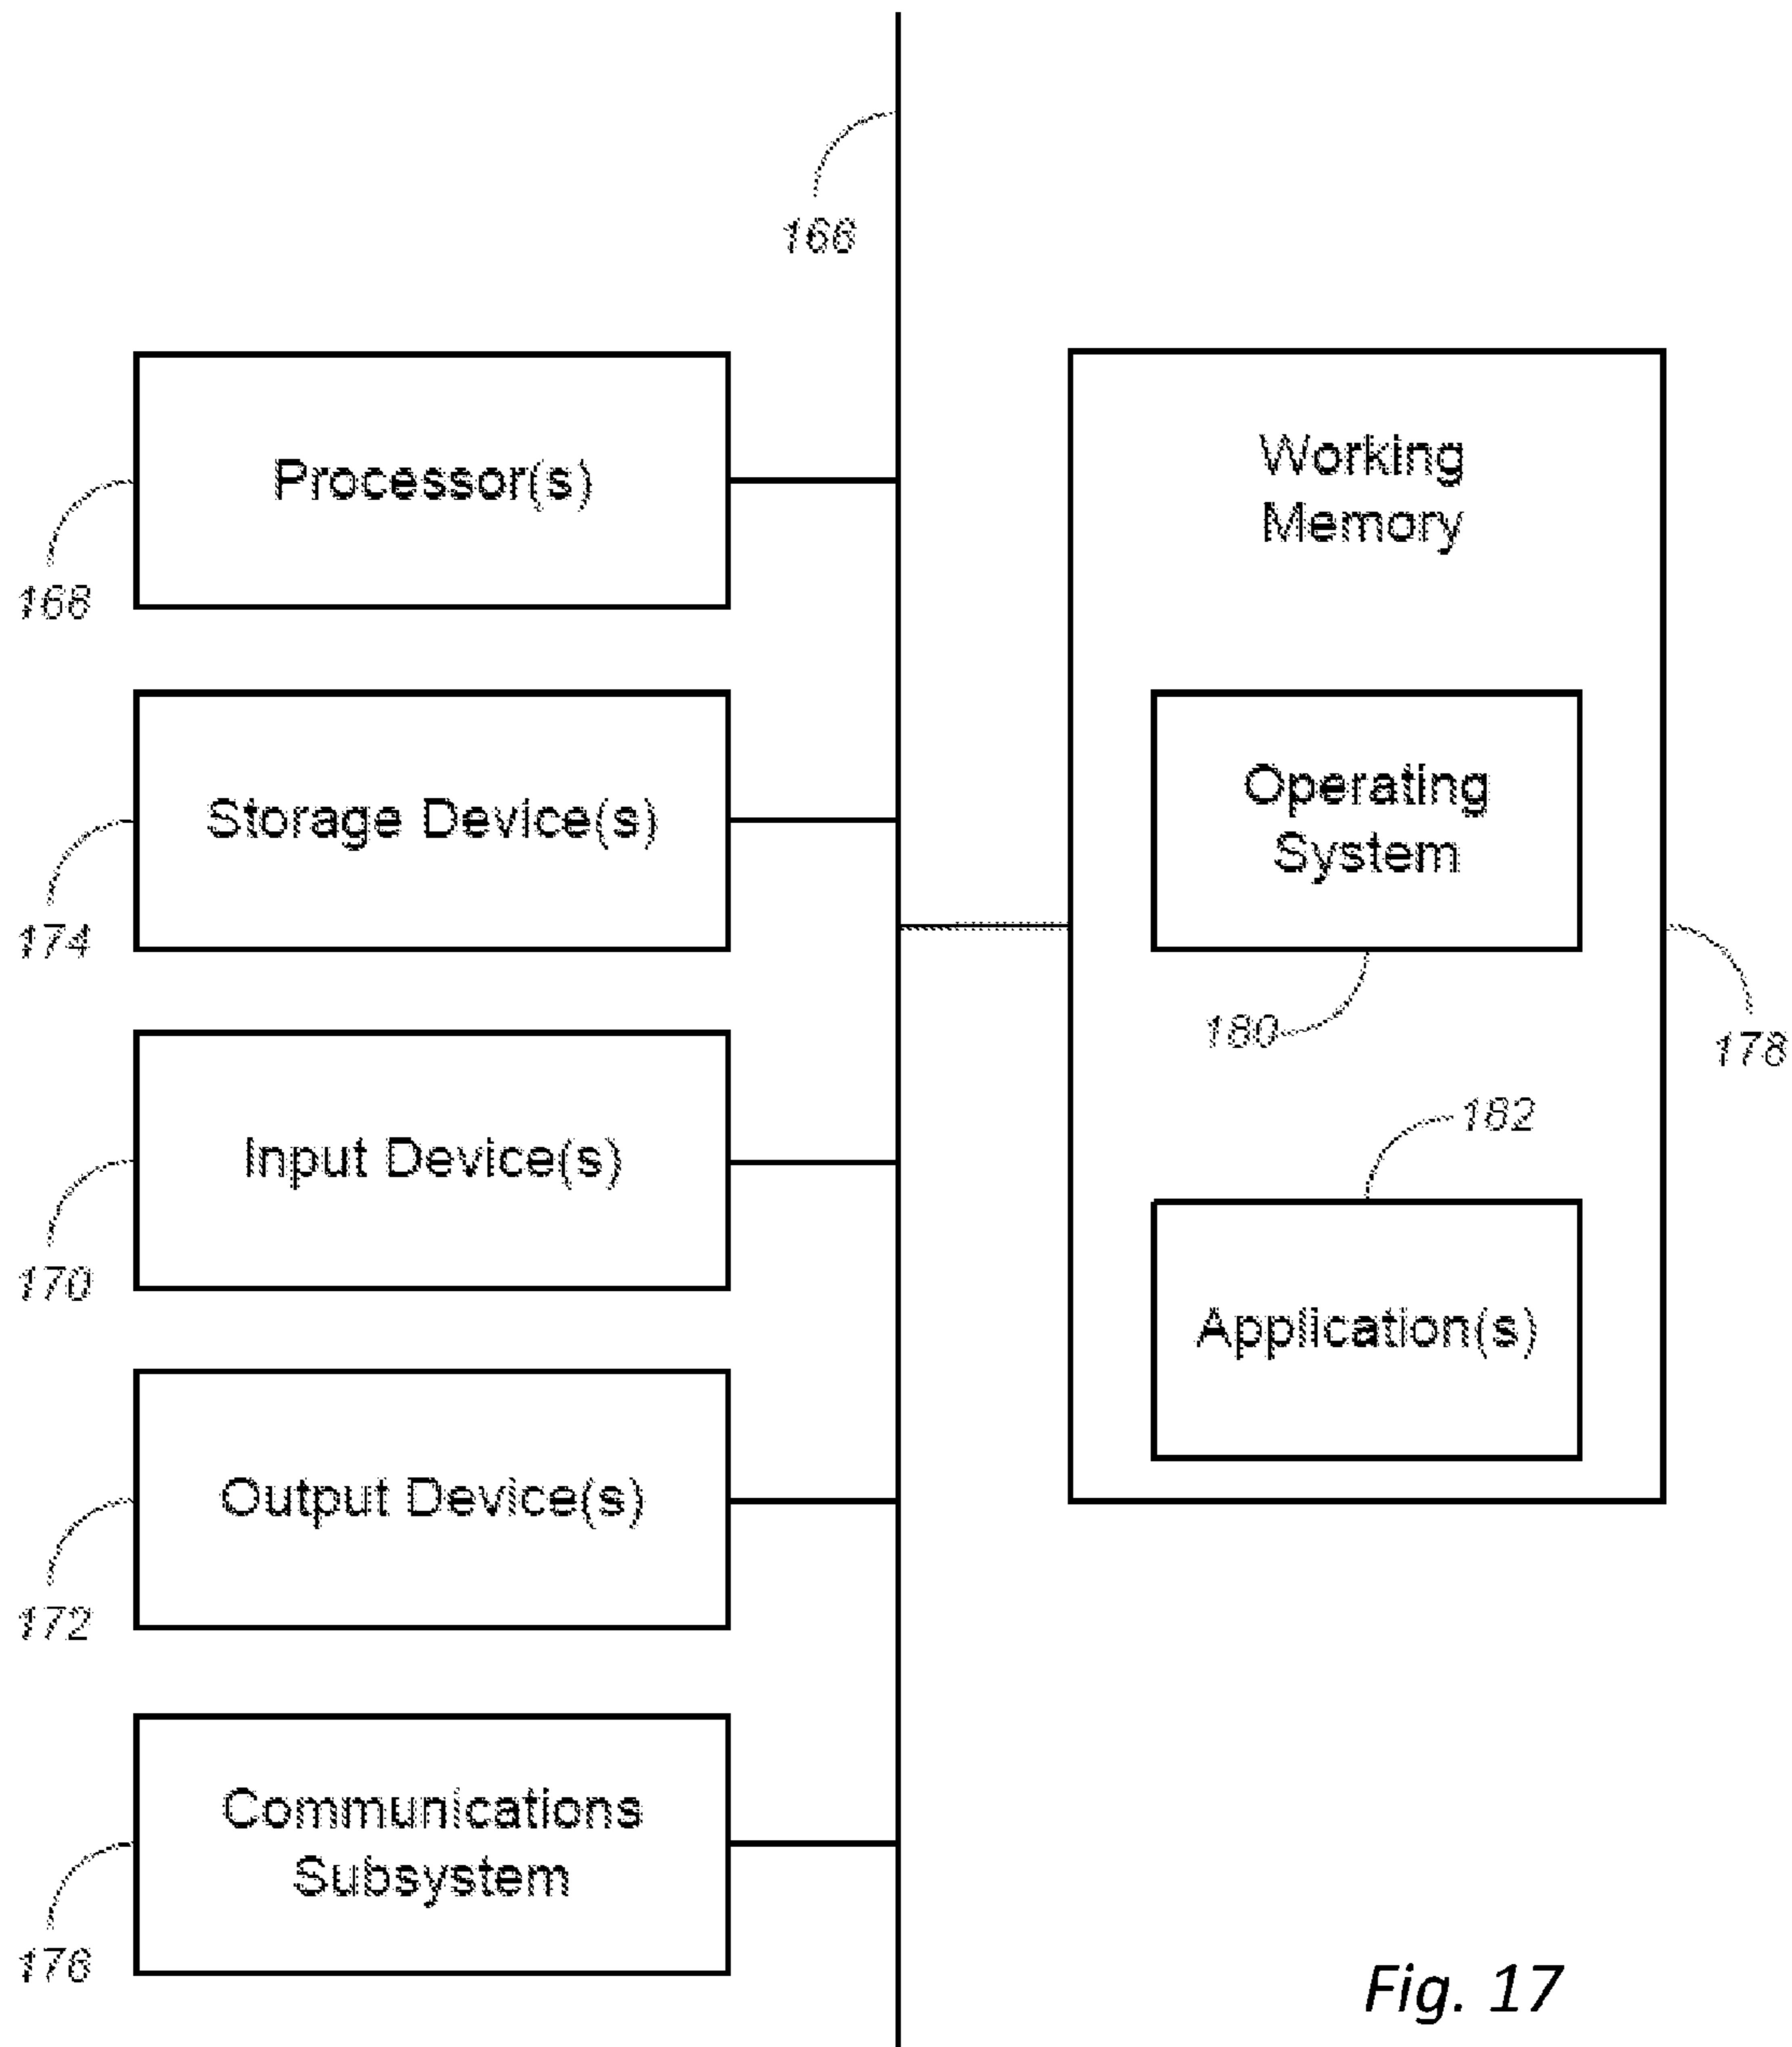 166
Processor(s)
168
Storage Device(s)
174
Input Device(s)
170
Output Device(s)
172
Communications
Subsystem
176
Working
Memory
Operating
System
180
178
182
Application(s)
Fig. 17